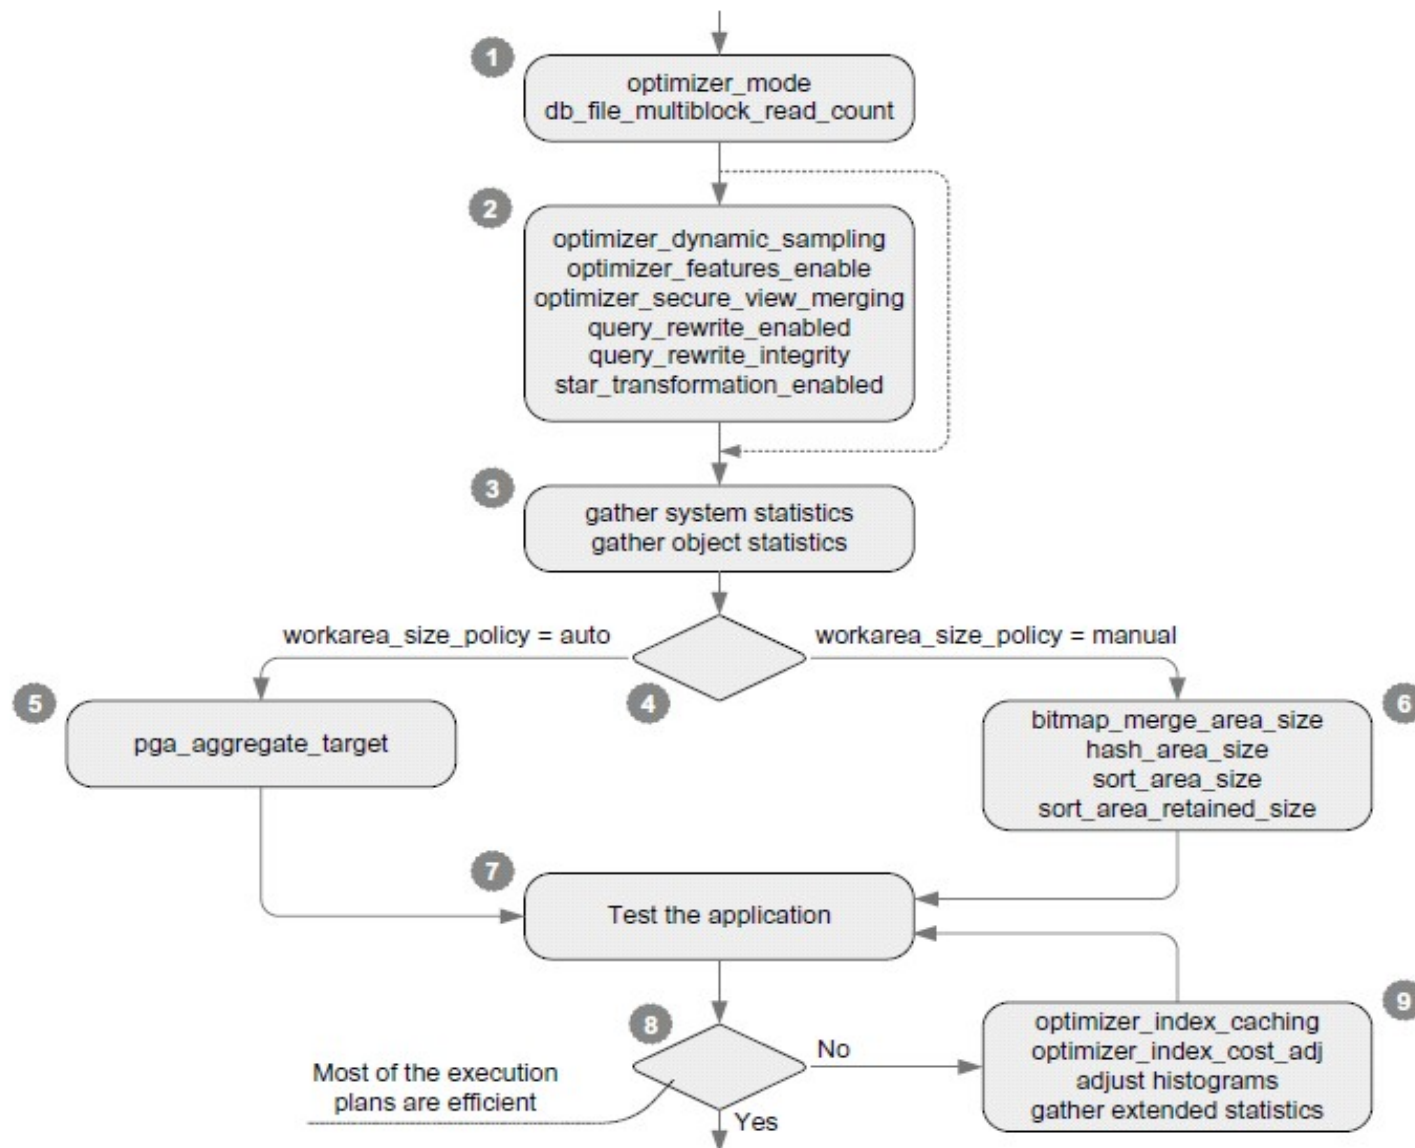 1
optimizer_mode
db_file_multiblock_read_count
2
optimizer_dynamic_sampling
optimizer_features_enable
optimizer_secure_view_merging
query_rewrite_enabled
query_rewrite_integrity
star_transformation_enabled
3
gather system statistics
gather object statistics
workarea_size_policy = auto
workarea_size_policy = manual
4
5
pga_aggregate_target
6
bitmap_merge_area_size
hash_area_size
sort_area_size
sort_area_retained_size
7
Test the application
8
Most of the execution
plans are efficient
No
Yes
9
optimizer_index_caching
optimizer_index_cost_adj
adjust histograms
gather extended statistics